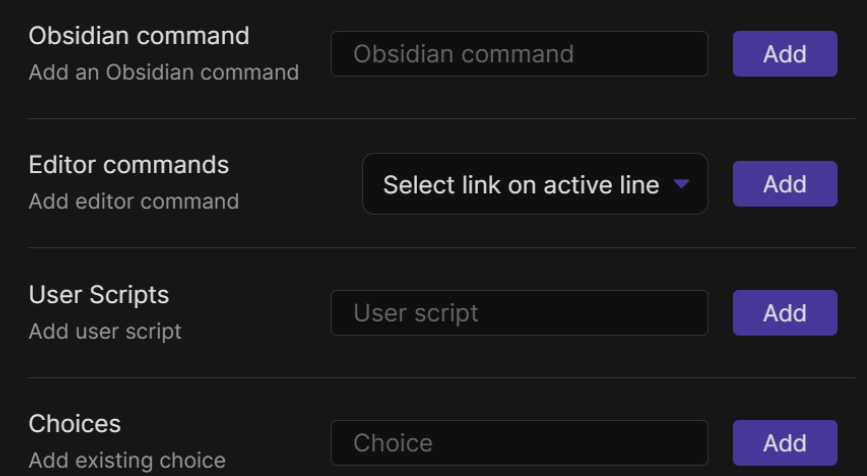 Obsidian command
Add an Obsidian command
Obsidian command
Add
Editor commands
Add editor command
Select link on active line
Add
User Scripts
Add user script
User script
Add
Choices
Add existing choice
Choice
Add